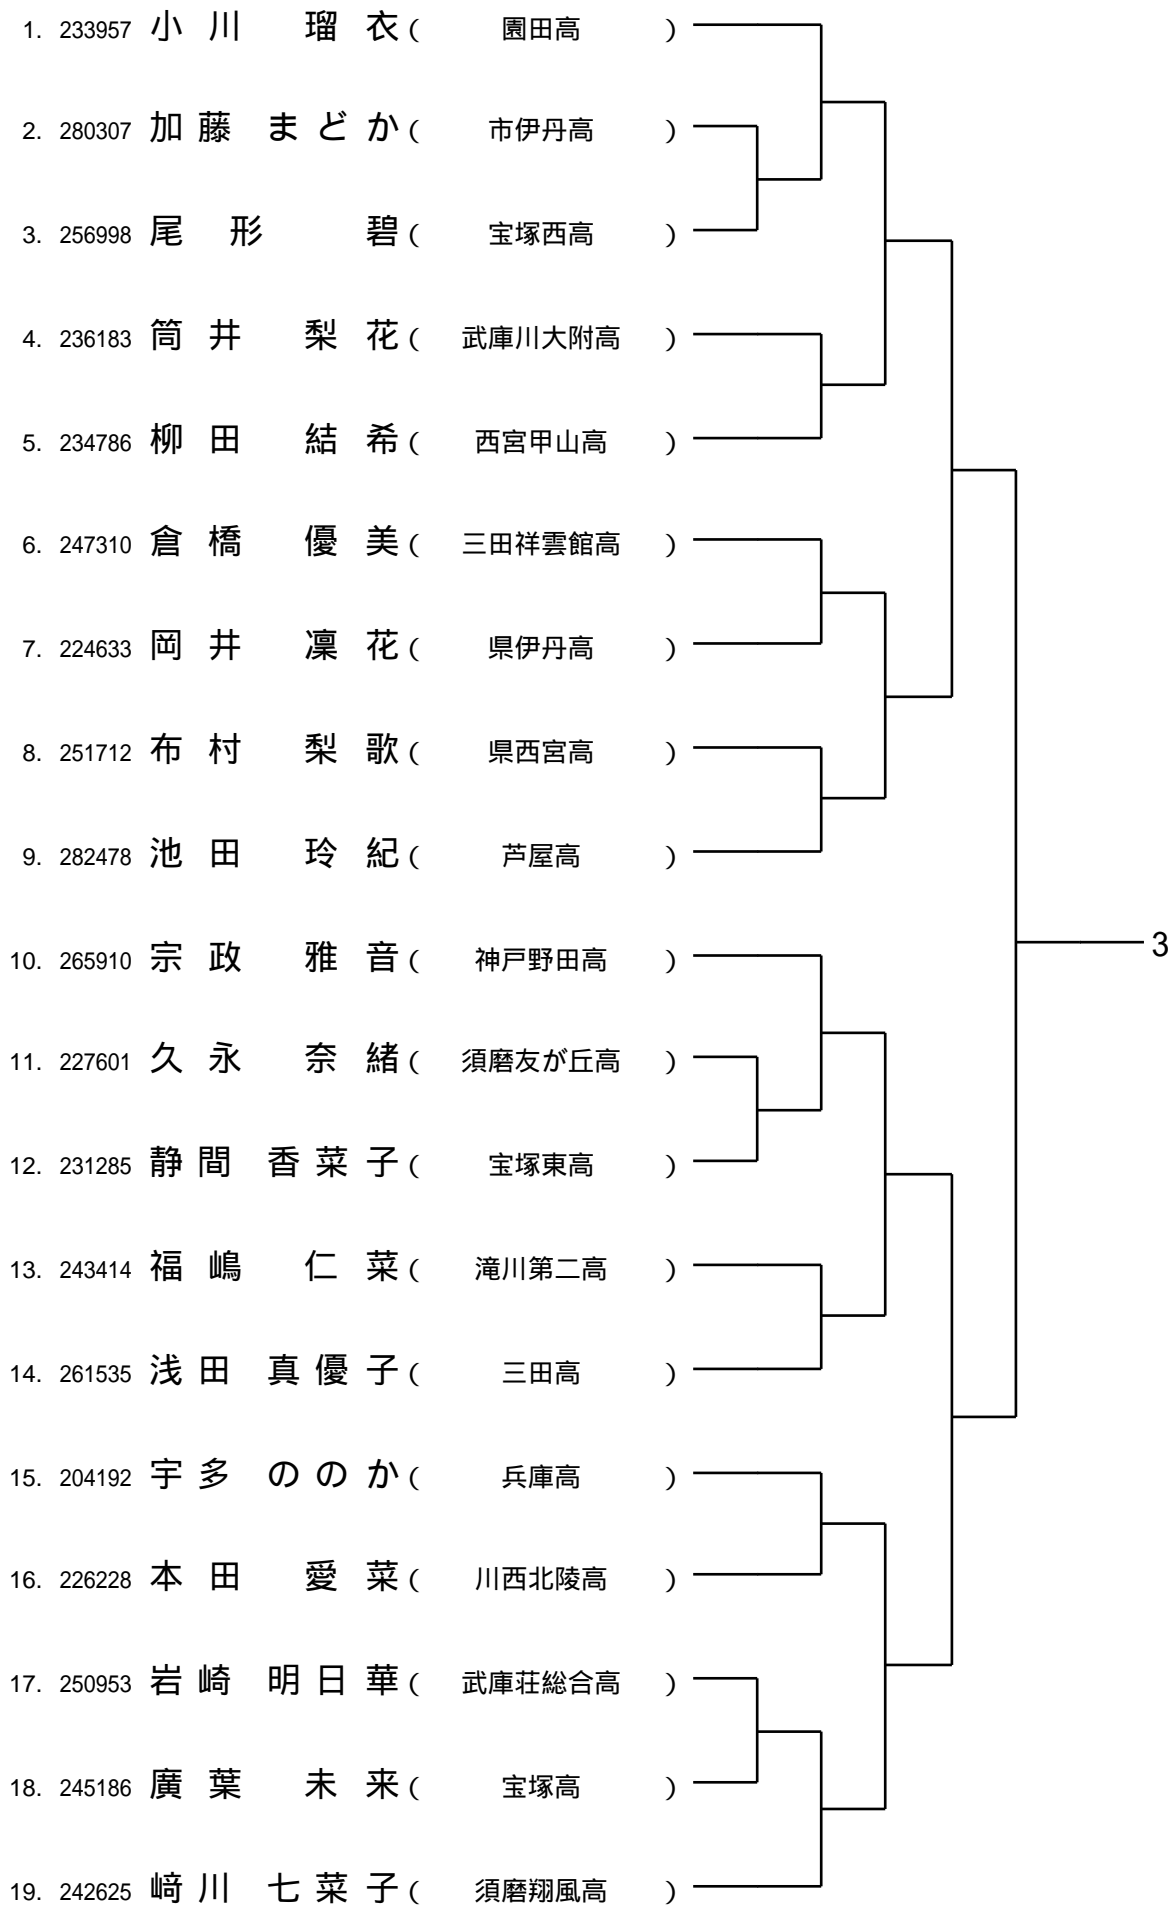 1. 233957 小川 瑠衣 ( 園田高 )
2. 280307 加藤 まどか ( 市伊丹高 )
3. 256998 尾形 碧 ( 宝塚西高 )
4. 236183 筒井 梨花 ( 武庫川大附高 )
5. 234786 柳田 結希 ( 西宮甲山高 )
6. 247310 倉橋 優美 ( 三田祥雲館高 )
7. 224633 岡井 凜花 ( 県伊丹高 )
8. 251712 布村 梨歌 ( 県西宮高 )
9. 282478 池田 玲紀 ( 芦屋高 )
10. 265910 宗政 雅音 ( 神戸野田高 )
3
11. 227601 久永 奈緒 ( 須磨友が丘高 )
12. 231285 静間 香菜子 ( 宝塚東高 )
13. 243414 福嶋 仁菜 ( 滝川第二高 )
14. 261535 浅田 真優子 ( 三田高 )
15. 204192 宇多 ののか ( 兵庫高 )
16. 226228 本田 愛菜 ( 川西北陵高 )
17. 250953 岩崎 明日華 ( 武庫荘総合高 )
18. 245186 廣葉 未来 ( 宝塚高 )
19. 242625 﨑川 七菜子 ( 須磨翔風高 )